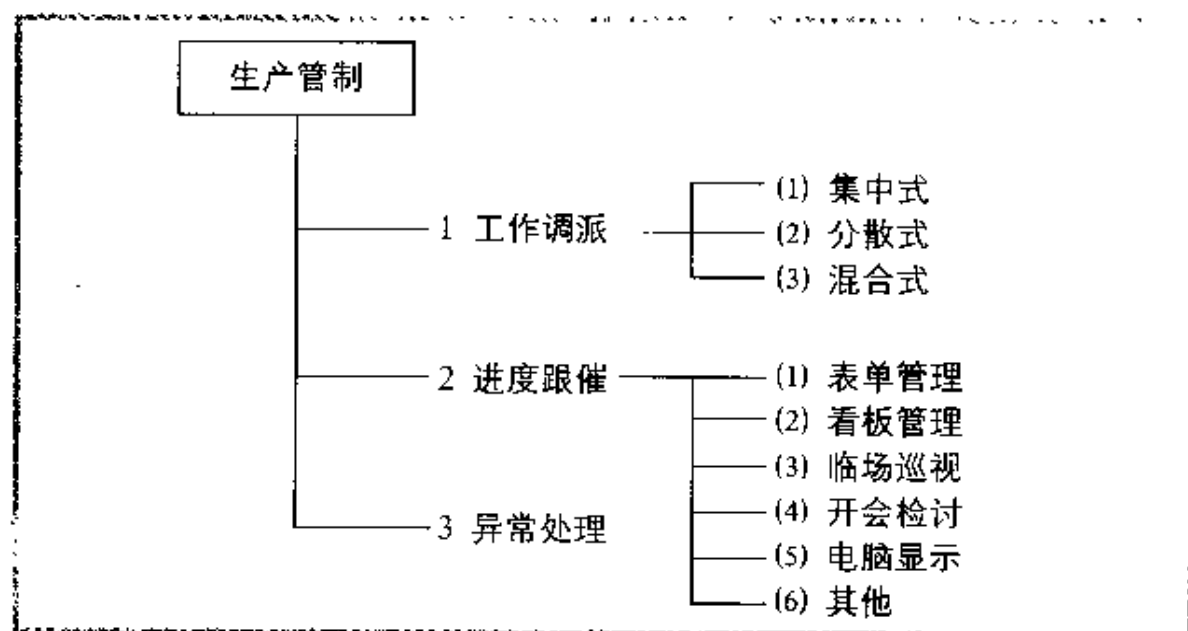 生产管制
1 工作调派
(1) 集中式
(2) 分散式
(3) 混合式
2 进度跟催
(1) 表单管理
(2) 看板管理
(3) 临场巡视
(4) 开会检讨
(5) 电脑显示
(6) 其他
3 异常处理